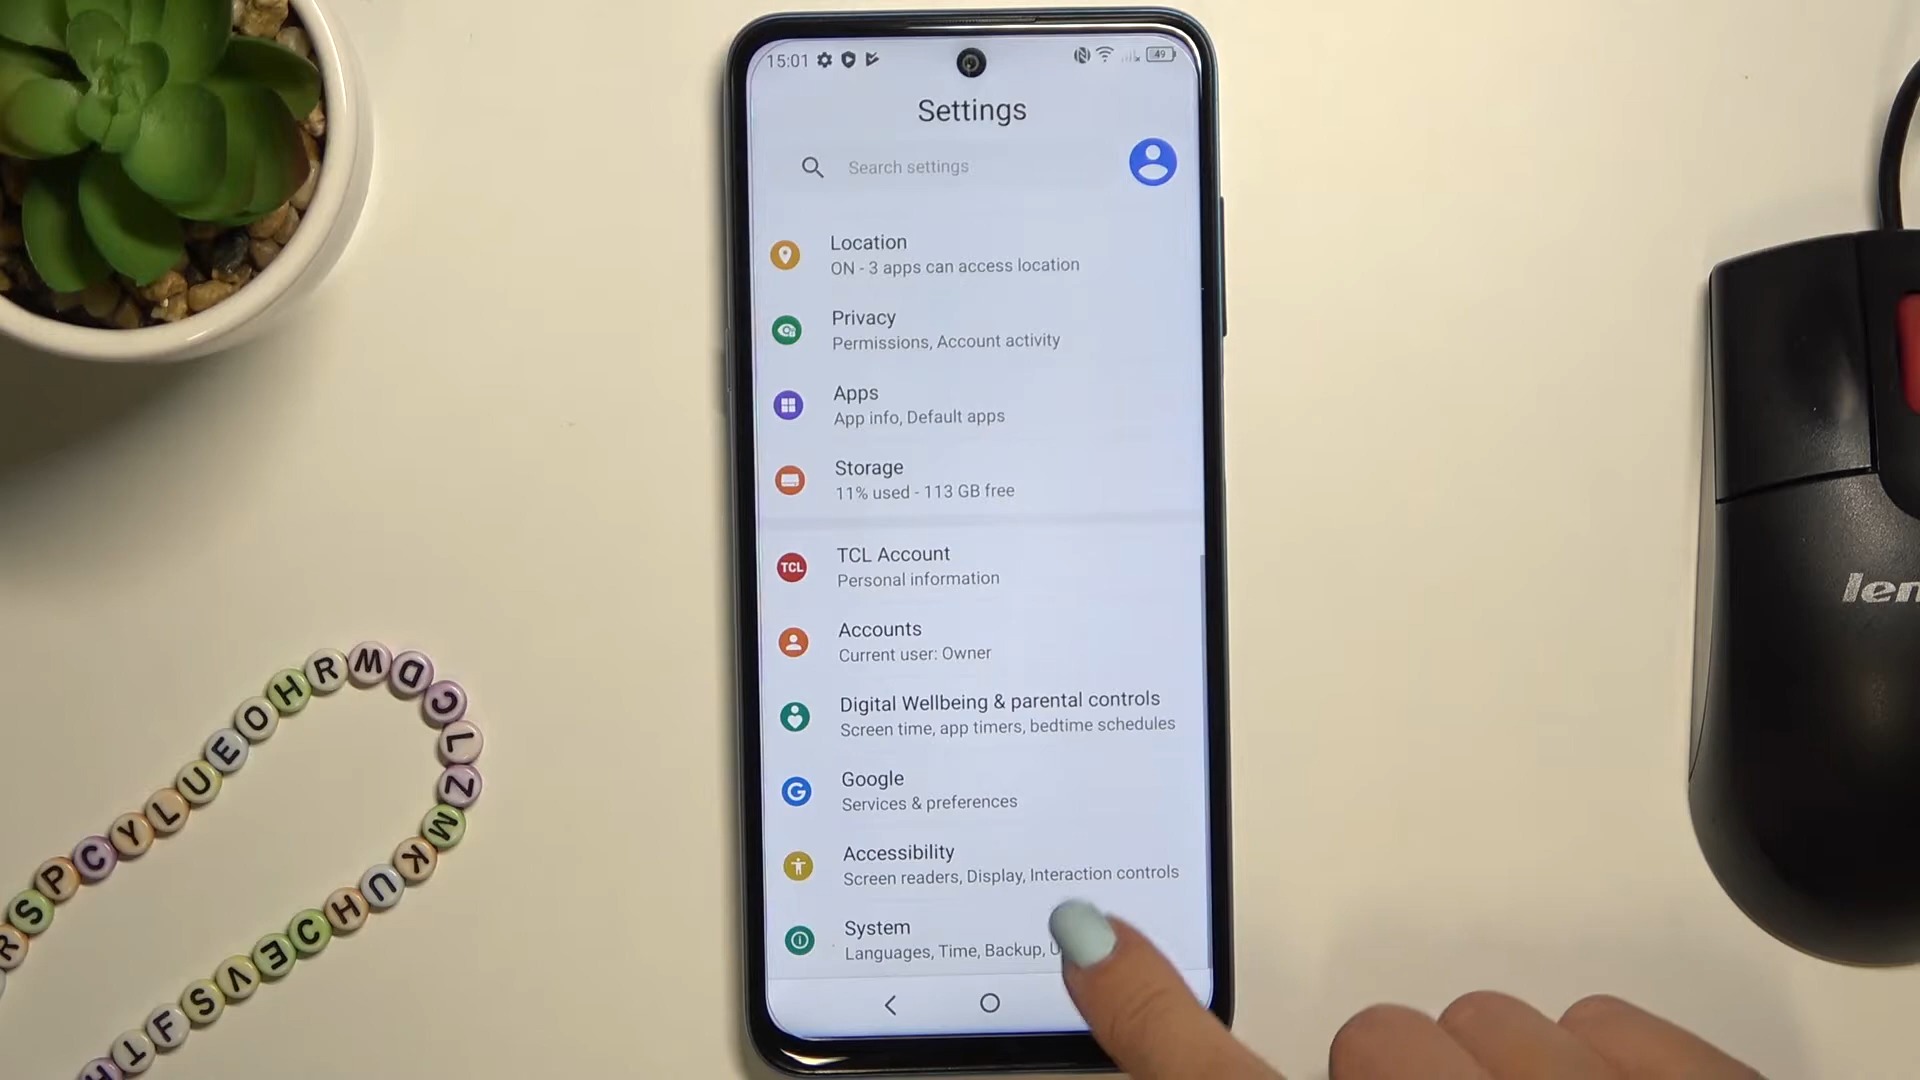 15:01
49
Settings
Search settings
Location
ON - 3 apps can access location
Privacy
Permissions, Account activity
Apps
App info, Default apps
Storage
11% used - 113 GB free
TCL
TCL Account
Personal information
Accounts
Current user: Owner
Digital Wellbeing & parental controls
Screen time, app timers, bedtime schedules
G
Google
Services & preferences
Accessibility
Screen readers, Display, Interaction controls
System
Languages, Time, Backup, U
len
RSPCYLUEOHRWDCLZMKUHCEVSFTH